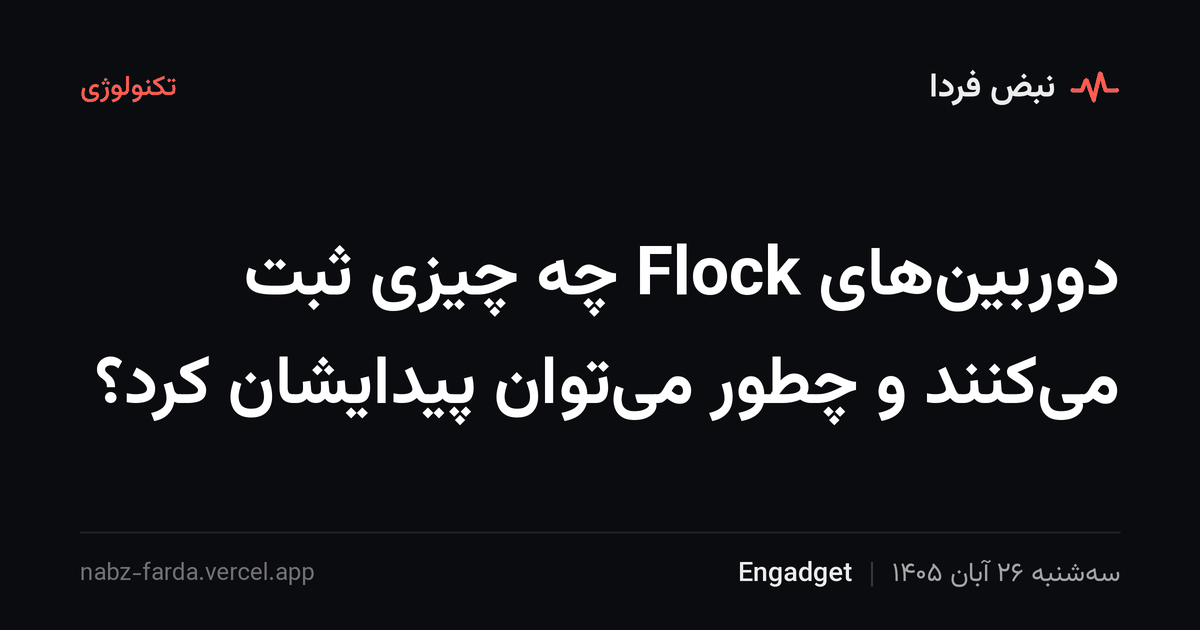 نبض فردا
تکنولوژی
دوربین‌های Flock چه چیزی ثبت
می‌کنند و چطور می‌توان پیدایشان کرد؟
سه‌شنبه ۲۶ آبان ۱۴۰۵ | Engadget
nabz-farda.vercel.app